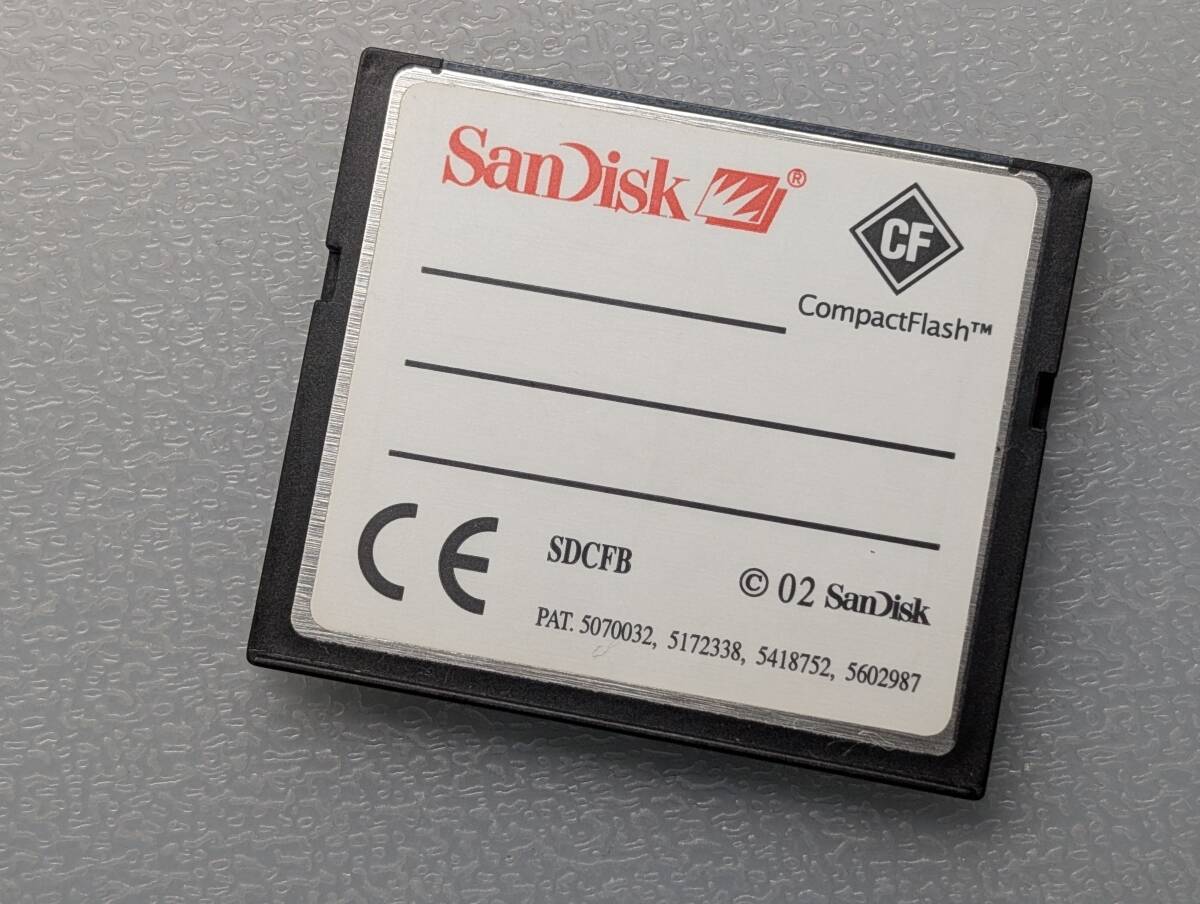 SanDisk ®
CF
CompactFlash™
CE
SDCFB
© 02 SanDisk
PAT. 5070032, 5172338, 5418752, 5602987